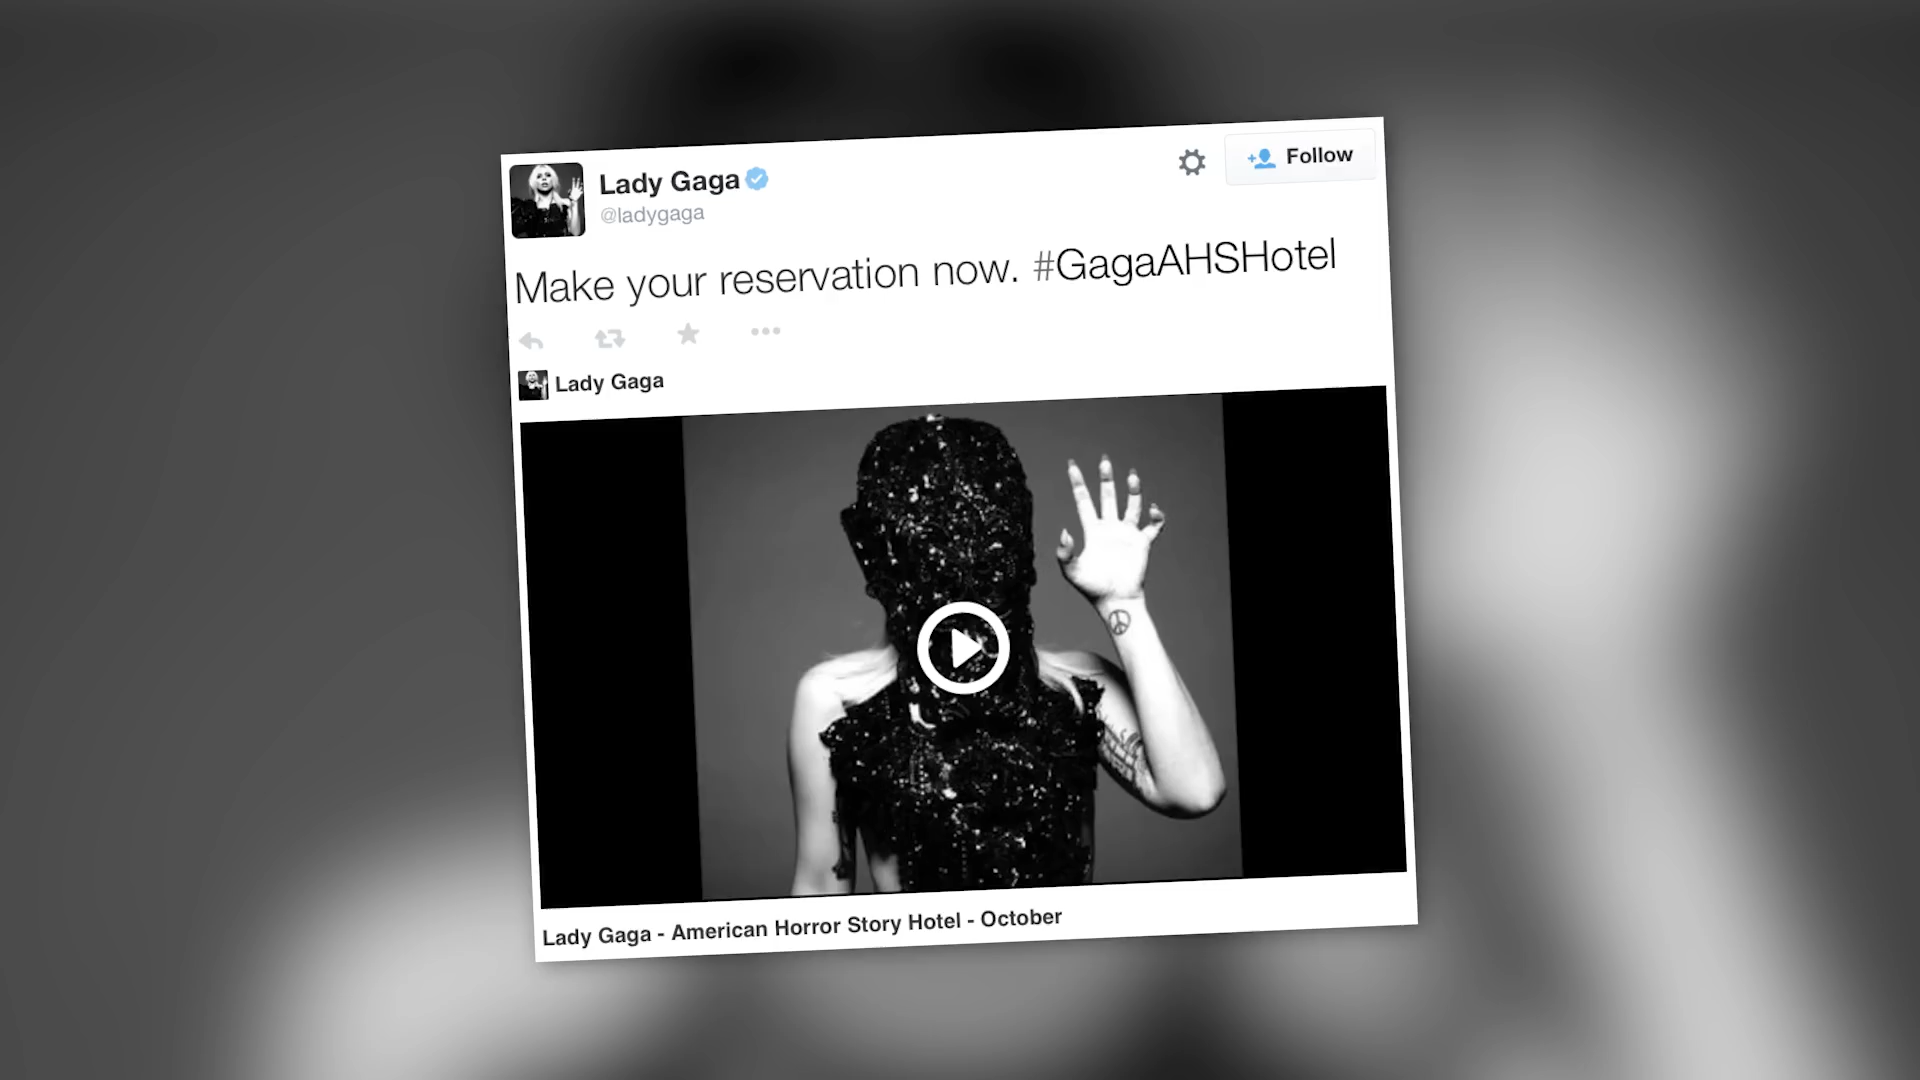 Lady Gaga
@ladygaga
Follow
Make your reservation now. #GagaAHSHotel
Lady Gaga
Lady Gaga - American Horror Story Hotel - October